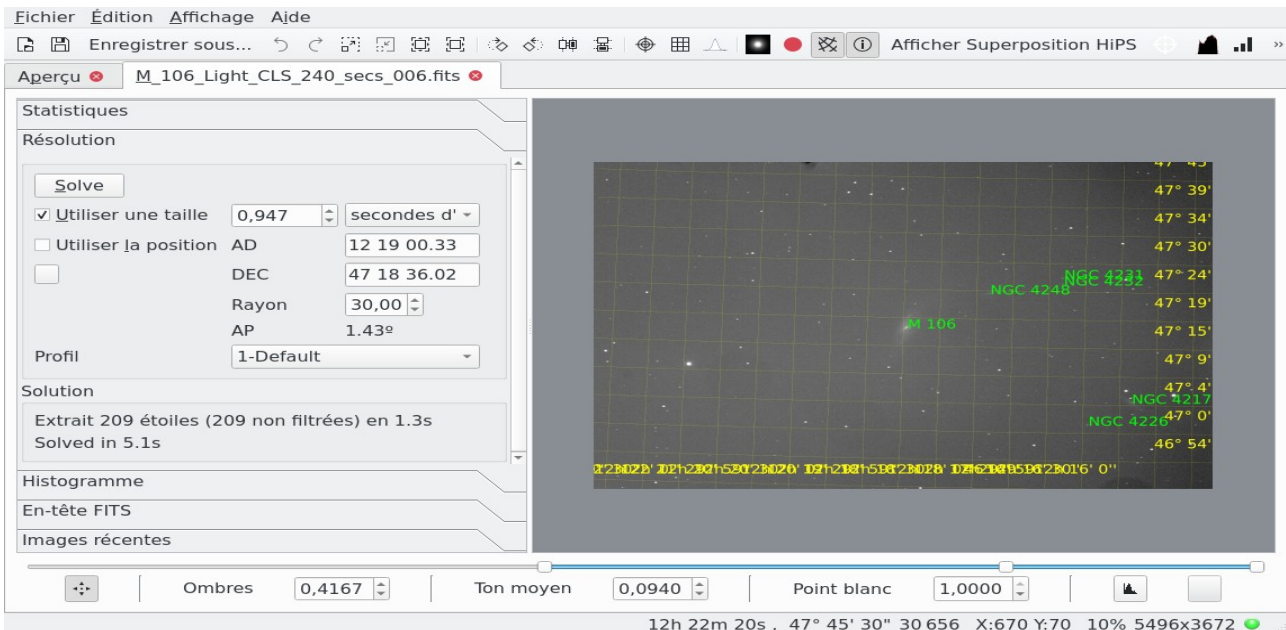 Fichier Édition Affichage Aide
Enregistrer sous... Afficher Superposition HiPS »
Aperçu M_106_Light_CLS_240_secs_006.fits
Statistiques
Résolution
Solve
Utiliser une taille 0,947 secondes d'
Utiliser la position AD 12 19 00.33
DEC 47 18 36.02
Rayon 30,00
AP 1.43º
Profil 1-Default
Solution
Extrait 209 étoiles (209 non filtrées) en 1.3s
Solved in 5.1s
Histogramme
En-tête FITS
Images récentes
47° 39'
47° 34'
47° 30'
NGC 4231 47° 24'
NGC 4248
47° 19'
M 106
47° 15'
47° 9'
47° 4'
NGC 4217
NGC 4226 47° 0'
46° 54'
16' 0''
Ombres 0,4167 Ton moyen 0,0940 Point blanc 1,0000
12h 22m 20s , 47° 45' 30" 30 656 X:670 Y:70 10% 5496x3672